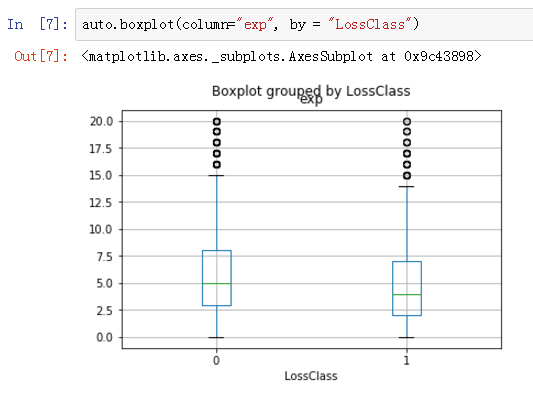 In [7]: auto.boxplot(column="exp", by = "LossClass")
Out[7]: <matplotlib.axes._subplots.AxesSubplot at 0x9c43898>
Boxplot grouped by LossClass
exp
20.0
17.5
15.0
12.5
10.0
7.5
5.0
2.5
0.0
0 1
LossClass